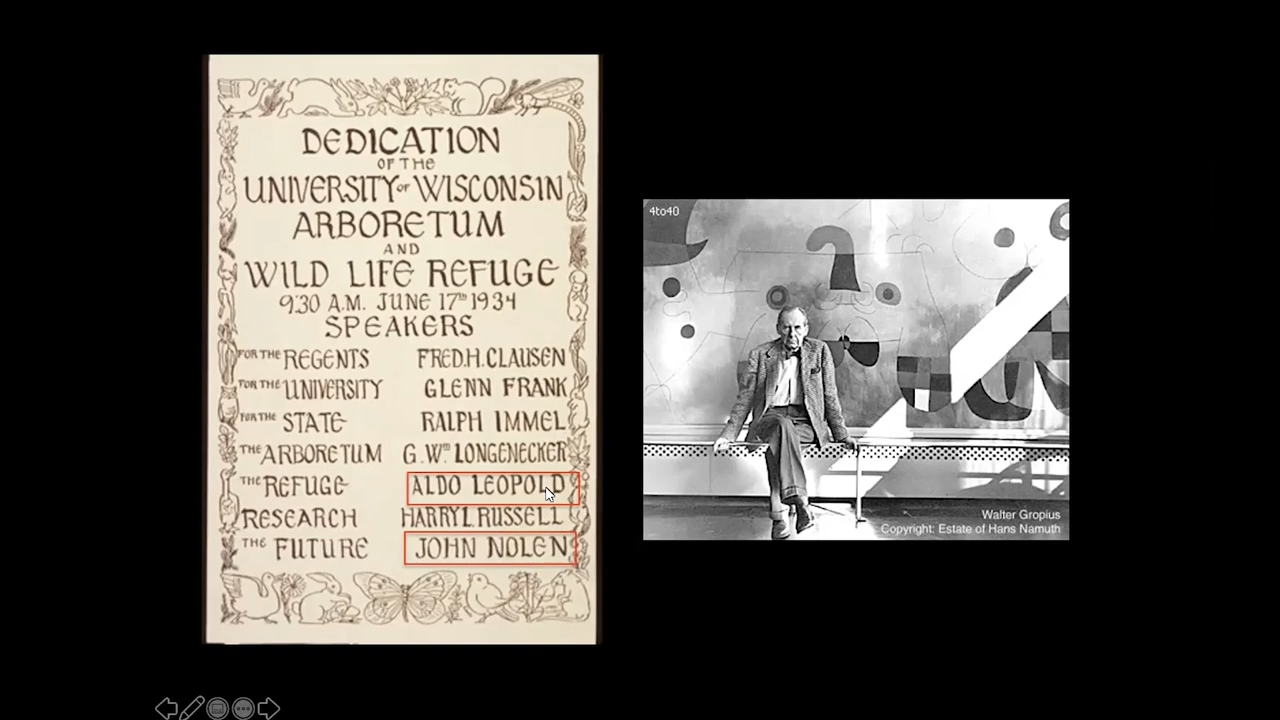 DEDICATION
OF THE
UNIVERSITY OF WISCONSIN
ARBORETUM
AND
WILD LIFE REFUGE
9:30 A.M. JUNE 17th 1934
SPEAKERS
FOR THE REGENTS FRED. H. CLAUSEN
FOR THE UNIVERSITY GLENN FRANK
FOR THE STATE RALPH IMMEL
THE ARBORETUM G. Wm. LONGENECKER
THE REFUGE ALDO LEOPOLD
RESEARCH HARRY L. RUSSELL
THE FUTURE JOHN NOLEN
4to40
Walter Gropius
Copyright: Estate of Hans Namuth